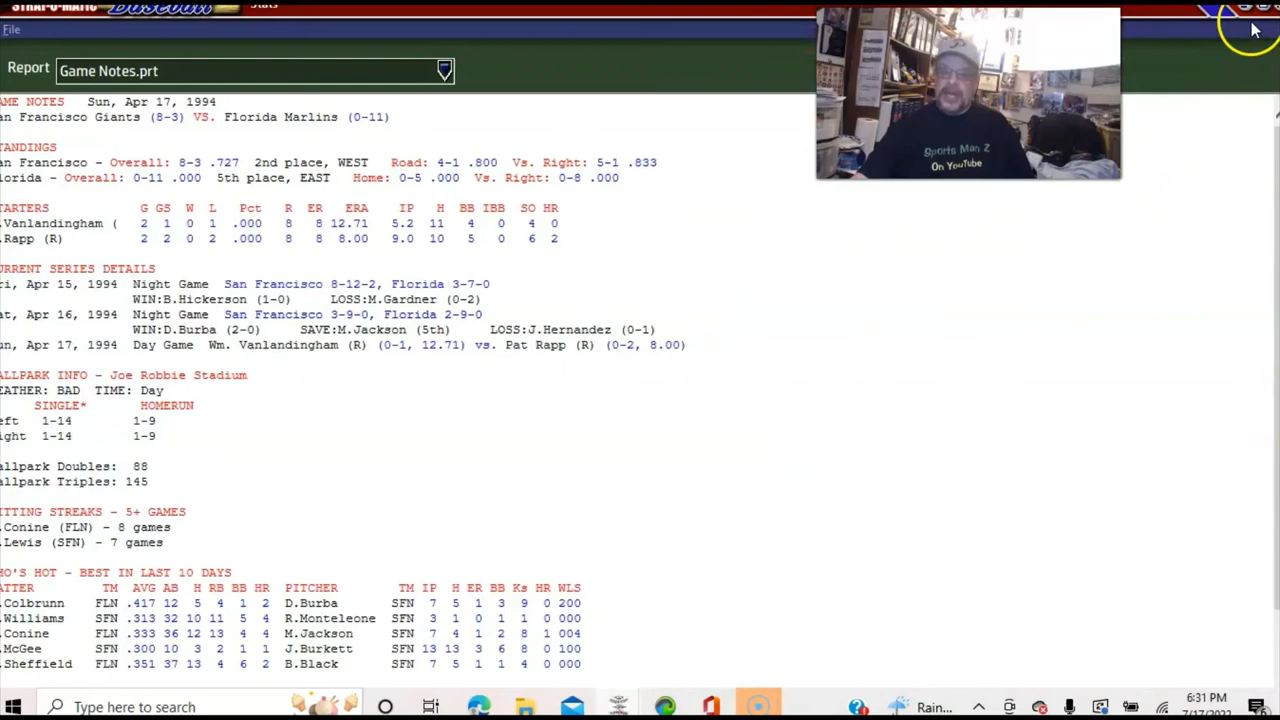 STRAT-O-MATIC Baseball Stats
File
Report Game Notes.prt
Sports Man Z
On YouTube
AME NOTES Sun, Apr 17, 1994
an Francisco Giants (8-3) VS. Florida Marlins (0-11)
TANDINGS
an Francisco - Overall: 8-3 .727 2nd place, WEST Road: 4-1 .800 Vs. Right: 5-1 .833
lorida - Overall: 0-11 .000 5th place, EAST Home: 0-5 .000 Vs. Right: 0-8 .000
TARTERS G GS W L Pct R ER ERA IP H BB IBB SO HR
.Vanlandingham ( 2 1 0 1 .000 8 8 12.71 5.2 11 4 0 4 0
.Rapp (R) 2 2 0 2 .000 8 8 8.00 9.0 10 5 0 6 2
URRENT SERIES DETAILS
ri, Apr 15, 1994 Night Game San Francisco 8-12-2, Florida 3-7-0
WIN:B.Hickerson (1-0) LOSS:M.Gardner (0-2)
at, Apr 16, 1994 Night Game San Francisco 3-9-0, Florida 2-9-0
WIN:D.Burba (2-0) SAVE:M.Jackson (5th) LOSS:J.Hernandez (0-1)
un, Apr 17, 1994 Day Game Wm. Vanlandingham (R) (0-1, 12.71) vs. Pat Rapp (R) (0-2, 8.00)
ALLPARK INFO - Joe Robbie Stadium
EATHER: BAD TIME: Day
SINGLE* HOMERUN
eft 1-14 1-9
ight 1-14 1-9
allpark Doubles: 88
allpark Triples: 145
ITTING STREAKS - 5+ GAMES
.Conine (FLN) - 8 games
.Lewis (SFN) - 7 games
HO'S HOT - BEST IN LAST 10 DAYS
ATTER TM AVG AB H RB BB HR PITCHER TM IP H ER BB Ks HR WLS
.Colbrunn FLN .417 12 5 4 1 2 D.Burba SFN 7 5 1 3 9 0 200
.Williams SFN .313 32 10 11 5 4 R.Monteleone SFN 3 1 0 1 1 0 000
.Conine FLN .333 36 12 13 4 4 M.Jackson SFN 7 4 1 2 8 1 004
.McGee SFN .300 10 3 2 1 1 J.Burkett SFN 13 13 3 6 8 0 100
.Sheffield FLN .351 37 13 4 6 2 B.Black SFN 7 5 1 1 4 0 000
Type here to search
Rain...
6:31 PM